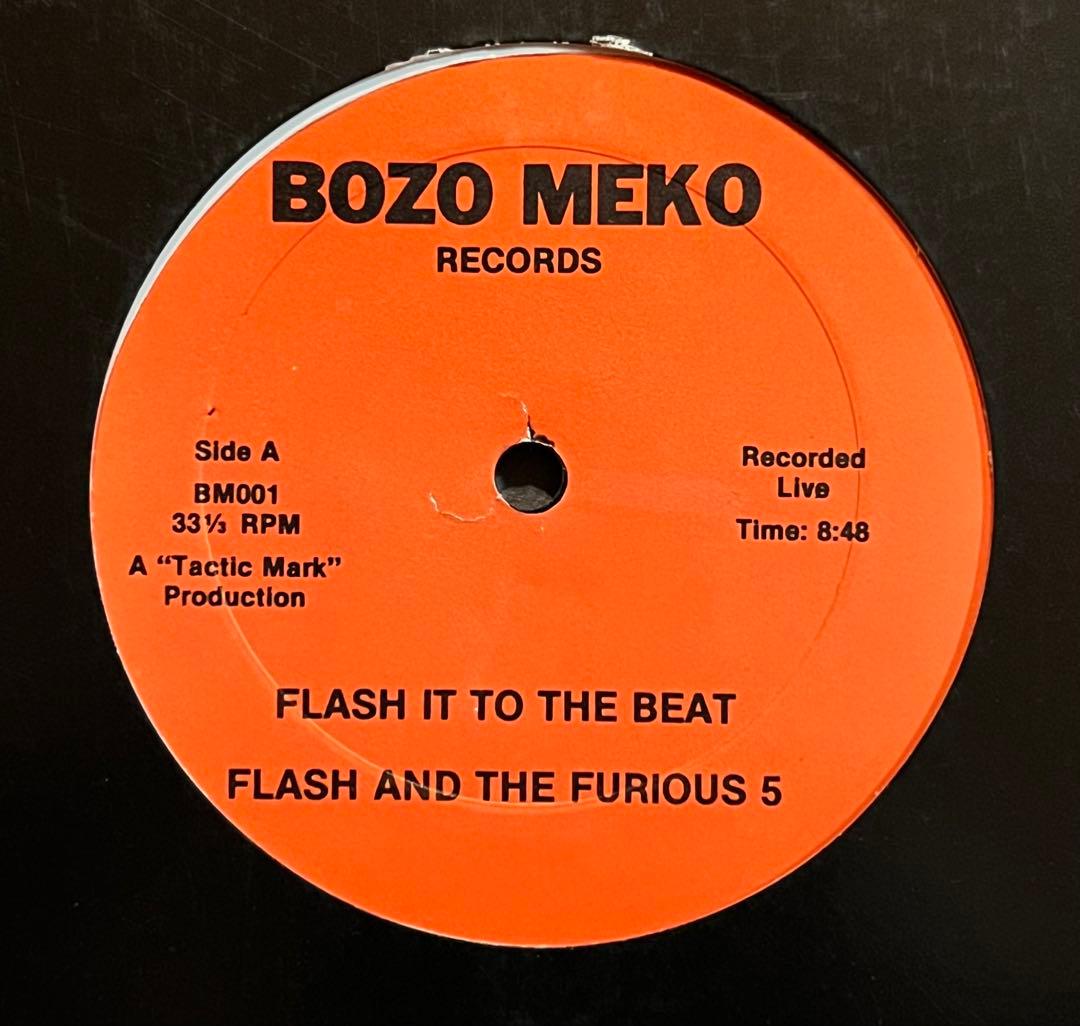 BOZO MEKO
RECORDS
Side A
BM001
33⅓ RPM
A “Tactic Mark”
Production
Recorded
Live
Time: 8:48
FLASH IT TO THE BEAT
FLASH AND THE FURIOUS 5